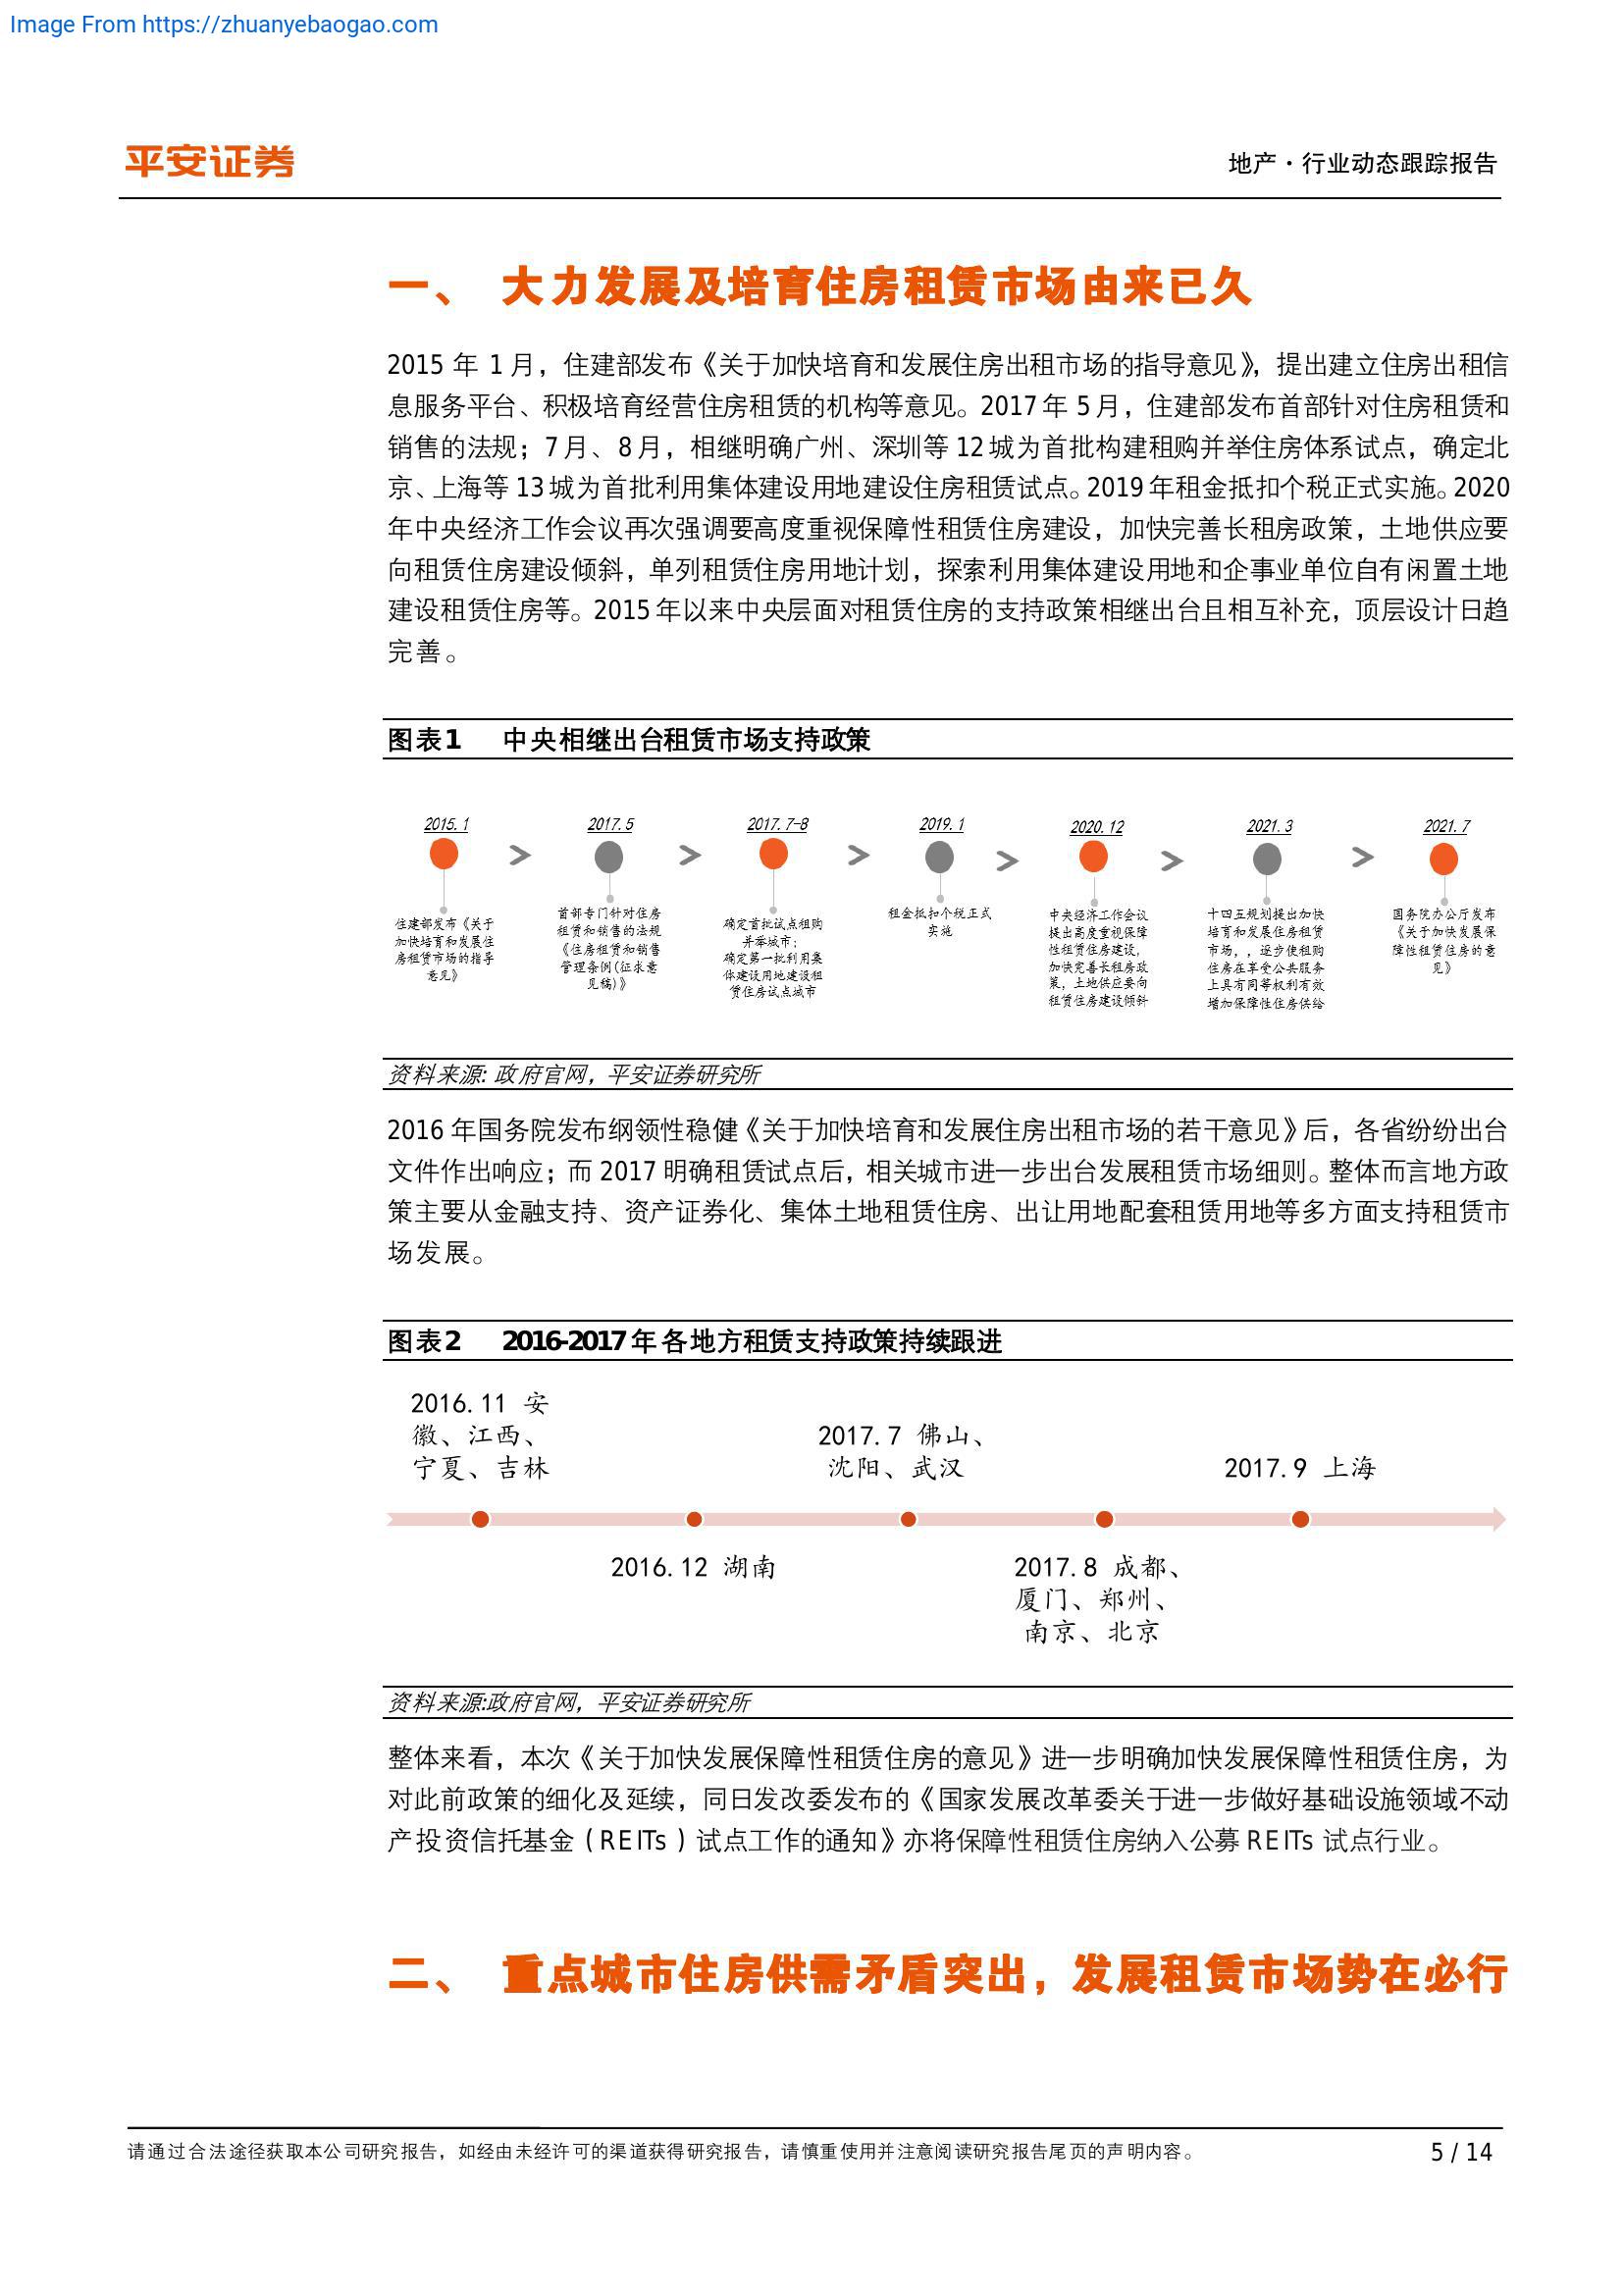 Image From https://zhuanyebaogao.com
平安证券
地产·行业动态跟踪报告
一、 大力发展及培育住房租赁市场由来已久
2015 年 1 月，住建部发布《关于加快培育和发展住房出租市场的指导意见》，提出建立住房出租信
息服务平台、积极培育经营住房租赁的机构等意见。2017 年 5 月，住建部发布首部针对住房租赁和
销售的法规；7 月、8 月，相继明确广州、深圳等 12 城为首批构建租购并举住房体系试点，确定北
京、上海等 13 城为首批利用集体建设用地建设住房租赁试点。2019 年租金抵扣个税正式实施。2020
年中央经济工作会议再次强调要高度重视保障性租赁住房建设，加快完善长租房政策，土地供应要
向租赁住房建设倾斜，单列租赁住房用地计划，探索利用集体建设用地和企事业单位自有闲置土地
建设租赁住房等。2015 年以来中央层面对租赁住房的支持政策相继出台且相互补充，顶层设计日趋
完善。
图表1 中央相继出台租赁市场支持政策
2015.1
住建部发布《关于
加快培育和发展住
房租赁市场的指导
意见》
2017.5
首部专门针对住房
租赁和销售的法规
《住房租赁和销售
管理条例(征求意
见稿)》
2017.7-8
确定首批试点租购
并举城市；
确定第一批利用集
体建设用地建设租
赁住房试点城市
2019.1
租金抵扣个税正式
实施
2020.12
中央经济工作会议
提出高度重视保障
性租赁住房建设，
加快完善长租房政
策，土地供应要向
租赁住房建设倾斜
2021.3
十四五规划提出加快
培育和发展住房租赁
市场，，逐步使租购
住房在享受公共服务
上具有同等权利有效
增加保障性住房供给
2021.7
国务院办公厅发布
《关于加快发展保
障性租赁住房的意
见》
资料来源: 政府官网，平安证券研究所
2016 年国务院发布纲领性稳健《关于加快培育和发展住房出租市场的若干意见》后，各省纷纷出台
文件作出响应；而 2017 明确租赁试点后，相关城市进一步出台发展租赁市场细则。整体而言地方政
策主要从金融支持、资产证券化、集体土地租赁住房、出让用地配套租赁用地等多方面支持租赁市
场发展。
图表2 2016-2017 年各地方租赁支持政策持续跟进
2016.11 安
徽、江西、
宁夏、吉林
2016.12 湖南
2017.7 佛山、
沈阳、武汉
2017.8 成都、
厦门、郑州、
南京、北京
2017.9 上海
资料来源:政府官网，平安证券研究所
整体来看，本次《关于加快发展保障性租赁住房的意见》进一步明确加快发展保障性租赁住房，为
对此前政策的细化及延续，同日发改委发布的《国家发展改革委关于进一步做好基础设施领域不动
产投资信托基金（REITs）试点工作的通知》亦将保障性租赁住房纳入公募 REITs 试点行业。
二、 重点城市住房供需矛盾突出，发展租赁市场势在必行
请通过合法途径获取本公司研究报告，如经由未经许可的渠道获得研究报告，请慎重使用并注意阅读研究报告尾页的声明内容。
5 / 14